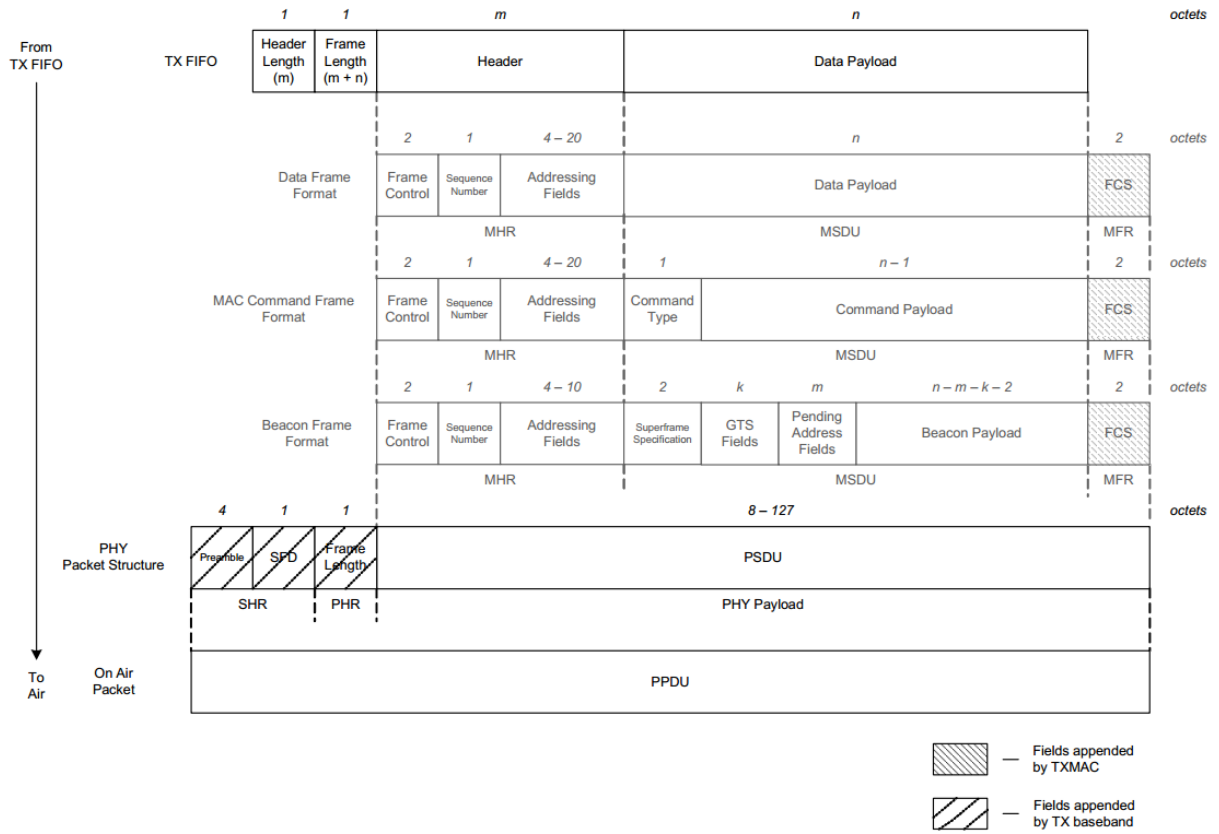 1 1 m n octets
From
TX FIFO
TX FIFO
Header
Length
(m)
Frame
Length
(m + n)
Header
Data Payload
2 1 4 – 20 n 2 octets
Data Frame
Format
Frame
Control
Sequence
Number
Addressing
Fields
Data Payload
FCS
MHR MSDU MFR
2 1 4 – 20 1 n – 1 2 octets
MAC Command Frame
Format
Frame
Control
Sequence
Number
Addressing
Fields
Command
Type
Command Payload
FCS
MHR MSDU MFR
2 1 4 – 10 2 k m n – m – k – 2 2 octets
Beacon Frame
Format
Frame
Control
Sequence
Number
Addressing
Fields
Superframe
Specification
GTS
Fields
Pending
Address
Fields
Beacon Payload
FCS
MHR MSDU MFR
4 1 1 8 – 127 octets
PHY
Packet Structure
Preamble
SFD
Frame
Length
PSDU
SHR PHR PHY Payload
To
Air
On Air
Packet
PPDU
— Fields appended
by TXMAC
— Fields appended
by TX baseband